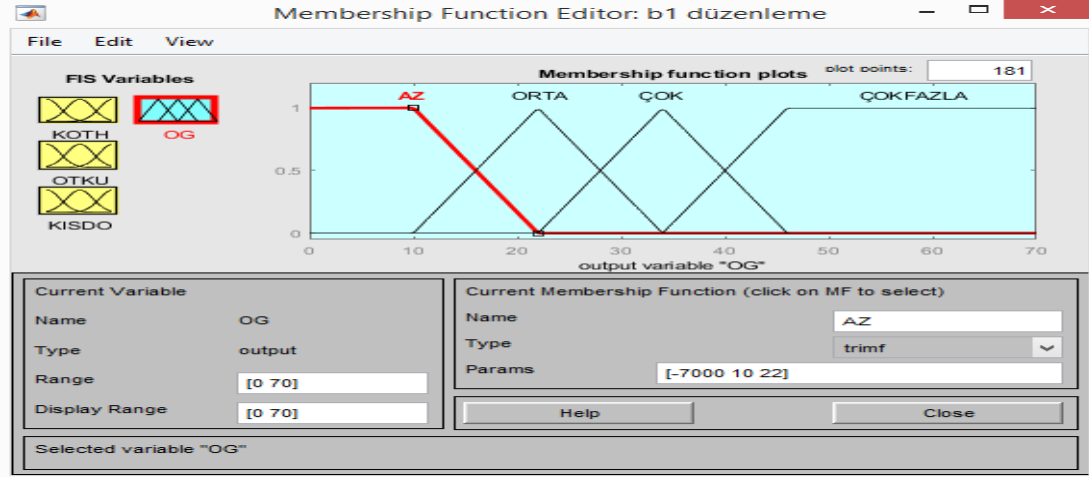 Membership Function Editor: b1 düzenleme
File Edit View
FIS Variables
KOTH
OG
OTKU
KISDO
Membership function plots
plot points:
181
AZ ORTA ÇOK ÇOKFAZLA
1
0.5
0
0 10 20 30 40 50 60 70
output variable "OG"
Current Variable
Name OG
Type output
Range [0 70]
Display Range [0 70]
Current Membership Function (click on MF to select)
Name AZ
Type trimf
Params [-7000 10 22]
Help Close
Selected variable "OG"